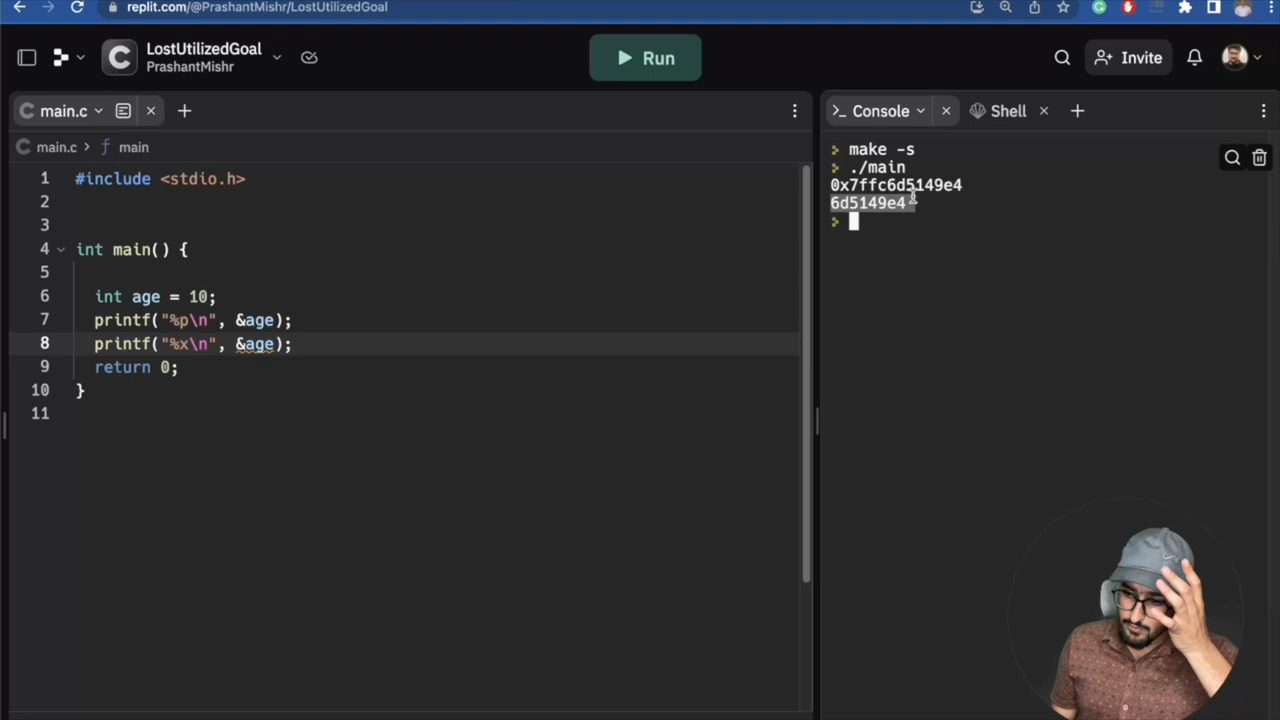 replit.com/@PrashantMishr/LostUtilizedGoal
LostUtilizedGoal
PrashantMishr
Run
Invite
main.c
main.c > f main
1 #include <stdio.h>
2
3
4 int main() {
5
6 int age = 10;
7 printf("%p\n", &age);
8 printf("%x\n", &age);
9 return 0;
10 }
11
>_ Console
Shell
> make -s
> ./main
0x7ffc6d5149e4
6d5149e4
>